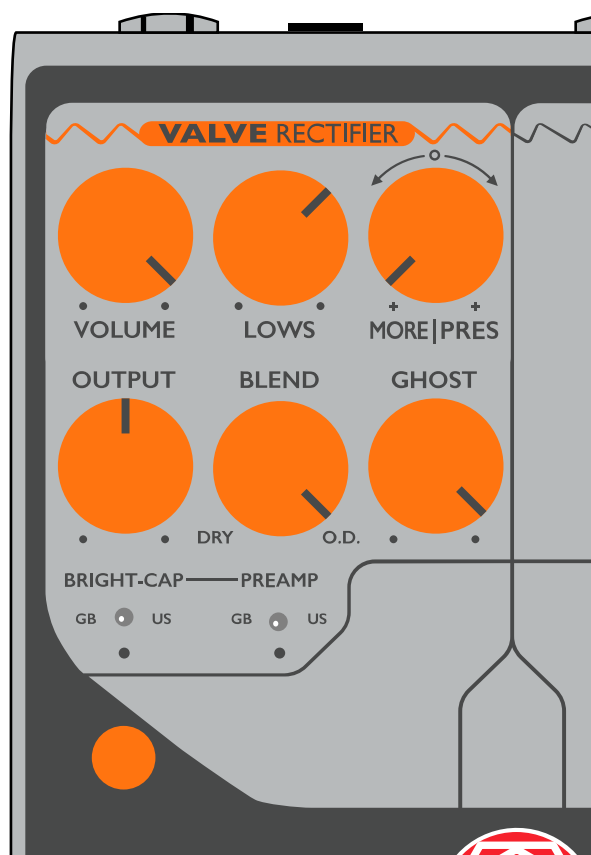 VALVE RECTIFIER
VOLUME LOWS MORE|PRES
OUTPUT BLEND GHOST
DRY O.D.
BRIGHT-CAP PREAMP
GB US GB US